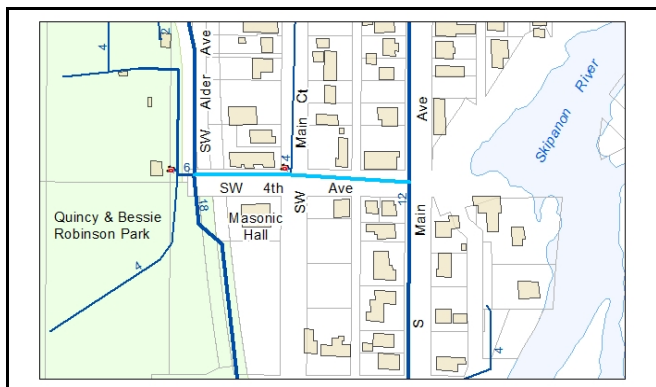 4
2
SW Alder Ave
SW Main Ct
S Main Ave
Skipanon River
6
4
SW 4th Ave
18
12
Quincy & Bessie
Robinson Park
Masonic
Hall
4
4